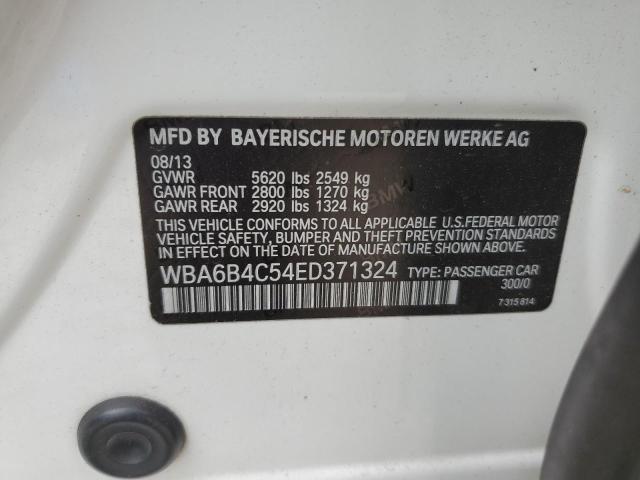 MFD BY BAYERISCHE MOTOREN WERKE AG
08/13
GVWR 5620 lbs 2549 kg
GAWR FRONT 2800 lbs 1270 kg
GAWR REAR 2920 lbs 1324 kg
BMW
THIS VEHICLE CONFORMS TO ALL APPLICABLE U.S.FEDERAL MOTOR
VEHICLE SAFETY, BUMPER AND THEFT PREVENTION STANDARDS
IN EFFECT ON THE DATE OF MANUFACTURE SHOWN ABOVE.
WBA6B4C54ED371324 TYPE: PASSENGER CAR
300/0
7 315 814